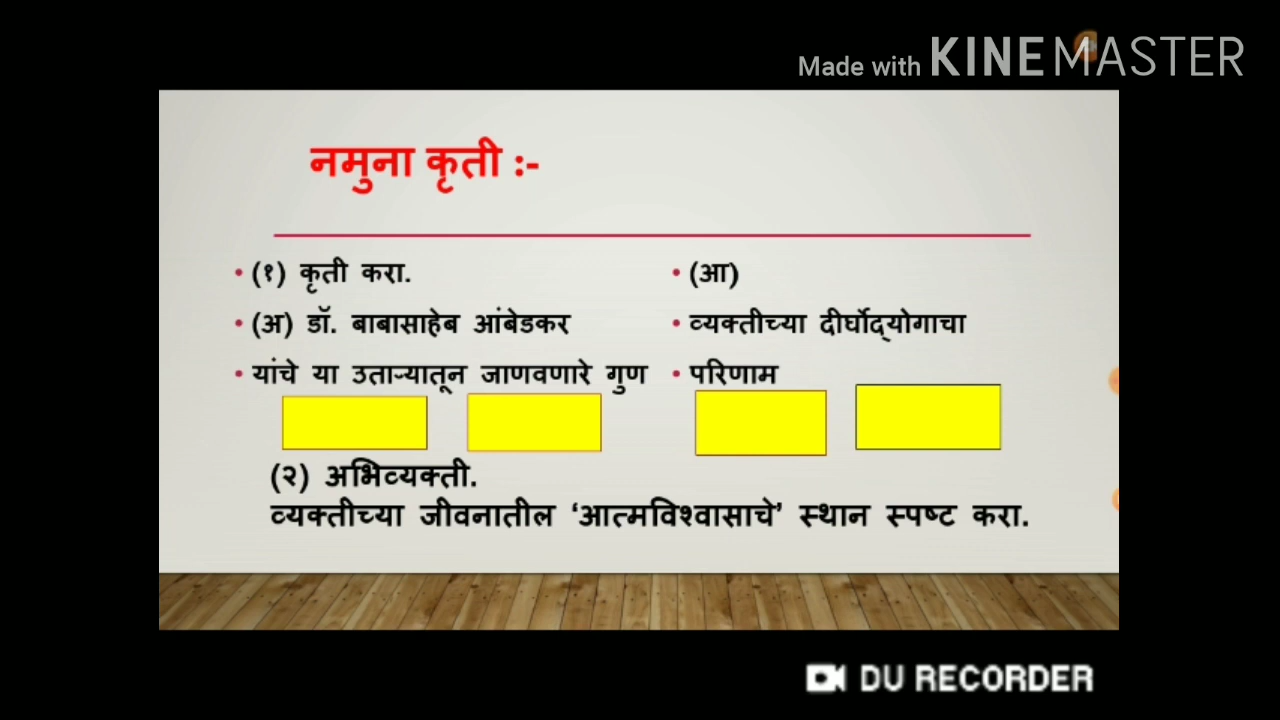 Made with KINEMASTER
नमुना कृती :-
• (१) कृती करा.
• (अ) डॉ. बाबासाहेब आंबेडकर
• यांचे या उताऱ्यातून जाणवणारे गुण
• (आ)
• व्यक्तीच्या दीर्घोद्योगाचा
• परिणाम
(२) अभिव्यक्ती.
व्यक्तीच्या जीवनातील ‘आत्मविश्वासाचे’ स्थान स्पष्ट करा.
DU RECORDER